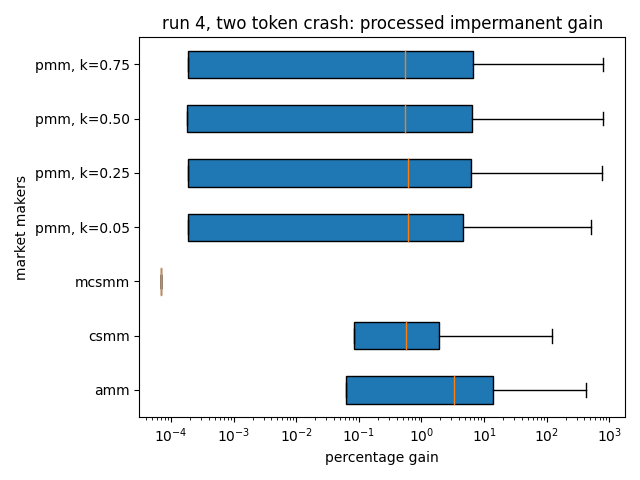 run 4, two token crash: processed impermanent gain
pmm, k=0.75
pmm, k=0.50
pmm, k=0.25
pmm, k=0.05
mcsmm
csmm
amm
market makers
10⁻⁴ 10⁻³ 10⁻² 10⁻¹ 10⁰ 10¹ 10² 10³
percentage gain